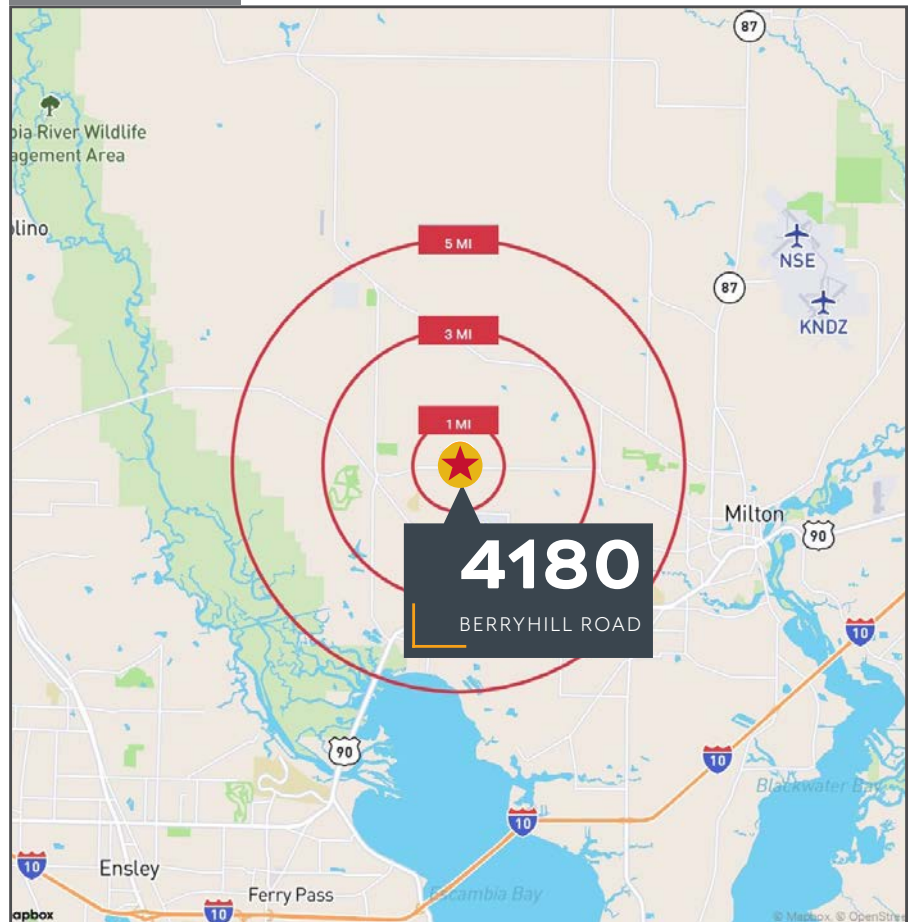 87
bia River Wildlife
agement Area
lino
5 MI
NSE
87
3 MI
KNDZ
1 MI
Milton
90
4180
BERRYHILL ROAD
10
90
10
Blackwater Bay
10
10
Ensley
Ferry Pass
Escambia Bay
10
apbox
© Mapbox, © OpenStre